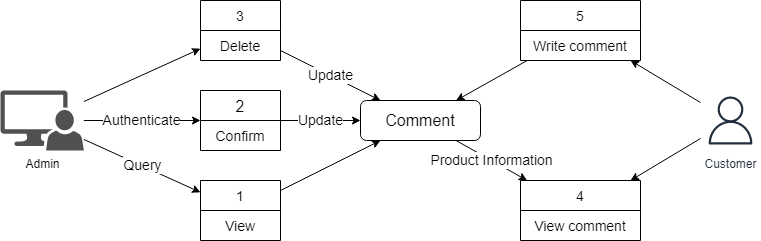 3
Delete
5
Write comment
Update
2
Confirm
Authenticate
Update
Comment
Admin
Customer
Query
Product Information
1
View
4
View comment